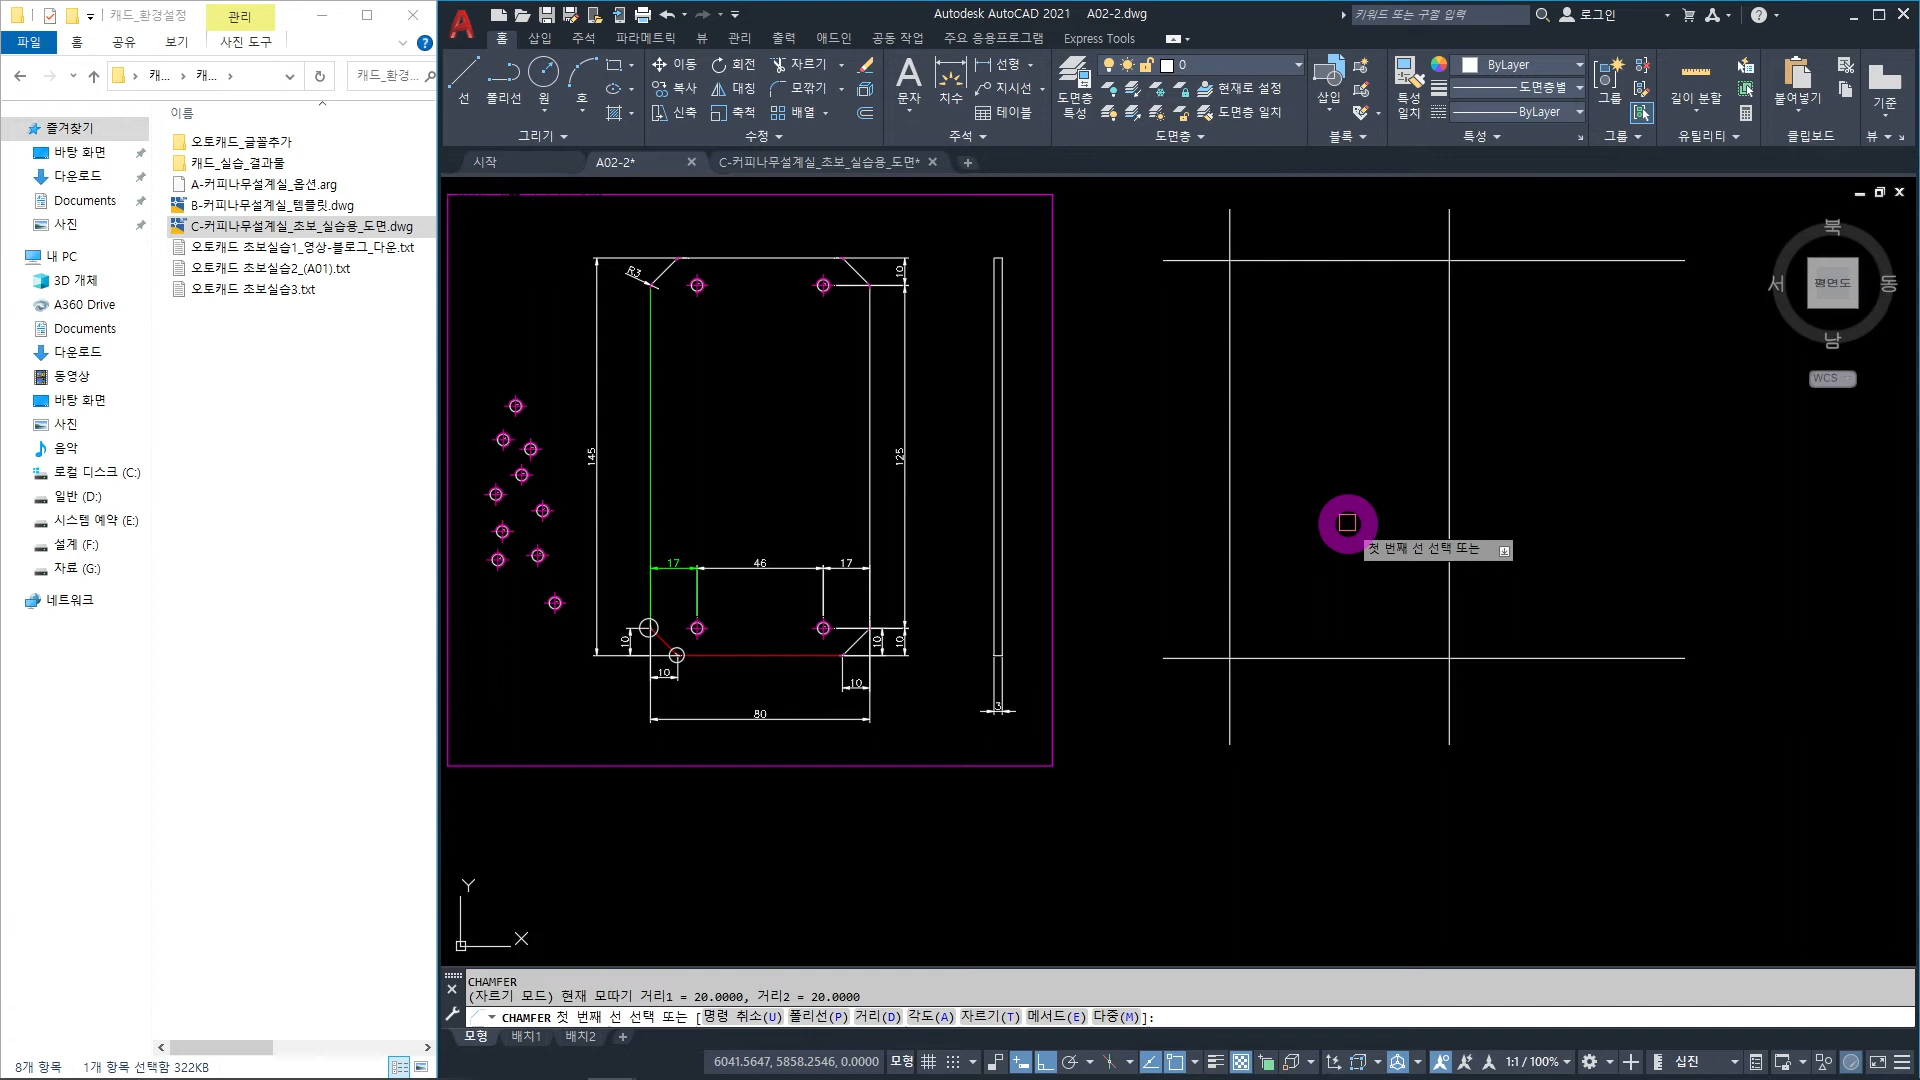 캐드_환경설정
관리
파일
홈
공유
보기
사진 도구
캐...
캐...
캐드_환경...
이름
즐겨찾기
바탕 화면
다운로드
Documents
사진
내 PC
3D 개체
A360 Drive
Documents
다운로드
동영상
바탕 화면
사진
음악
로컬 디스크 (C:)
일반 (D:)
시스템 예약 (E:)
설계 (F:)
자료 (G:)
네트워크
오토캐드_글꼴추가
캐드_실습_결과물
A-커피나무설계실_옵션.arg
B-커피나무설계실_템플릿.dwg
C-커피나무설계실_초보_실습용_도면.dwg
오토캐드 초보실습1_영상-블로그_다운.txt
오토캐드 초보실습2_(A01).txt
오토캐드 초보실습3.txt
8개 항목
1개 항목 선택함 322KB
Autodesk AutoCAD 2021 A02-2.dwg
키워드 또는 구절 입력
로그인
홈 삽입 주석 파라메트릭 뷰 관리 출력 애드인 공동 작업 주요 응용프로그램 Express Tools
선
폴리선
원
호
그리기
이동
회전
자르기
복사
대칭
모깎기
신축
축척
배열
수정
문자
치수
선형
지시선
테이블
주석
도면층
특성
0
현재로 설정
도면층 일치
도면층
삽입
블록
특성
일치
ByLayer
도면층별
ByLayer
특성
그룹
그룹
길이 분할
유틸리티
붙여넣기
클립보드
기준
뷰
시작
A02-2*
C-커피나무설계실_초보_실습용_도면*
R3
10
145
125
17
46
17
10
10
10
10
10
80
3
북
서
평면도
동
남
WCS
첫 번째 선 선택 또는
Y
X
CHAMFER
(자르기 모드) 현재 모따기 거리1 = 20.0000, 거리2 = 20.0000
CHAMFER 첫 번째 선 선택 또는 [명령 취소(U) 폴리선(P) 거리(D) 각도(A) 자르기(T) 메서드(E) 다중(M)]:
모형
배치1
배치2
6041.5647, 5858.2546, 0.0000
모형
1:1 / 100%
십진